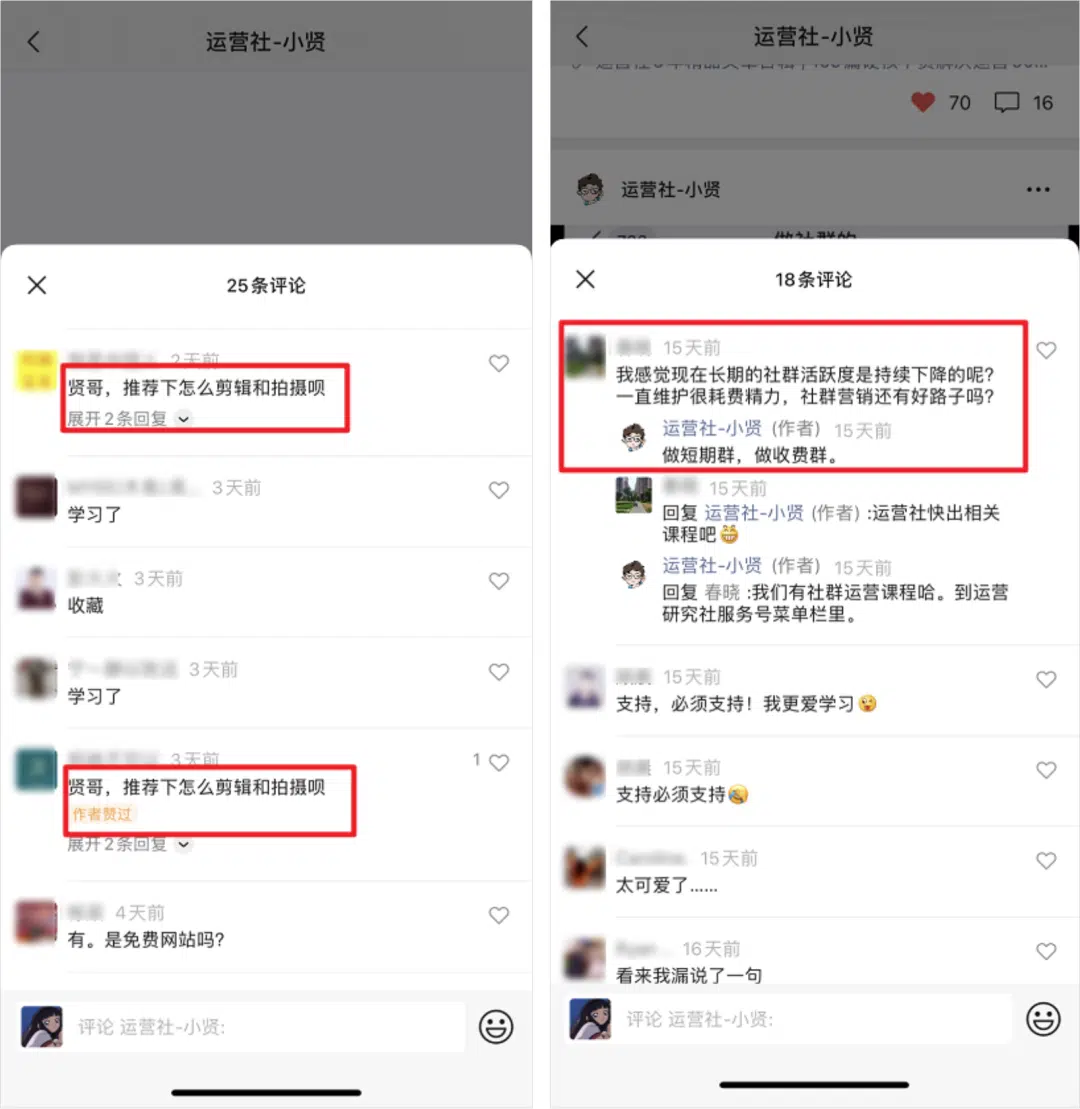 运营社-小贤
25条评论
2天前
贤哥，推荐下怎么剪辑和拍摄呗
展开2条回复
3天前
学习了
3天前
收藏
3天前
学习了
3天前
1
贤哥，推荐下怎么剪辑和拍摄呗
作者赞过
展开2条回复
4天前
有。是免费网站吗?
评论 运营社-小贤:
运营社-小贤
70
16
运营社-小贤
18条评论
15天前
我感觉现在长期的社群活跃度是持续下降的呢?
一直维护很耗费精力，社群营销还有好路子吗?
运营社-小贤 (作者) 15天前
做短期群，做收费群。
15天前
回复 运营社-小贤 (作者) :运营社快出相关
课程吧😁
运营社-小贤 (作者) 15天前
回复 春晓 :我们有社群运营课程哈。到运营
研究社服务号菜单栏里。
15天前
支持，必须支持！我更爱学习😜
15天前
支持必须支持
15天前
太可爱了......
16天前
看来我漏说了一句
评论 运营社-小贤: